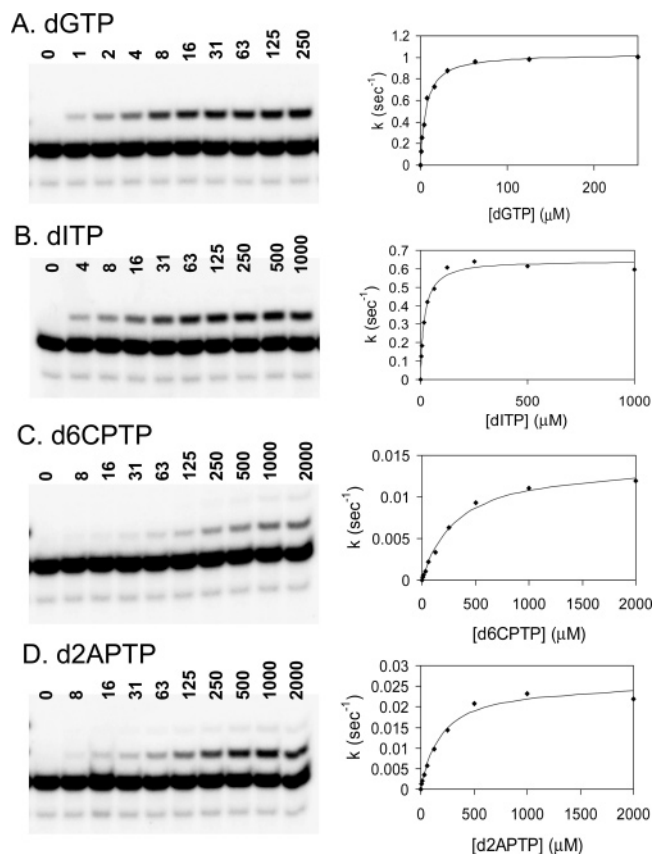 A. dGTP
0 1 2 4 8 16 31 63 125 250
k (sec⁻¹)
1.2
1
0.8
0.6
0.4
0.2
0
0 200
[dGTP] (μM)
B. dITP
0 4 8 16 31 63 125 250 500 1000
k (sec⁻¹)
0.7
0.6
0.5
0.4
0.3
0.2
0.1
0
0 500 1000
[dITP] (μM)
C. d6CPTP
0 8 16 31 63 125 250 500 1000 2000
k (sec⁻¹)
0.015
0.01
0.005
0
0 500 1000 1500 2000
[d6CPTP] (μM)
D. d2APTP
0 8 16 31 63 125 250 500 1000 2000
k (sec⁻¹)
0.03
0.025
0.02
0.015
0.01
0.005
0
0 500 1000 1500 2000
[d2APTP] (μM)